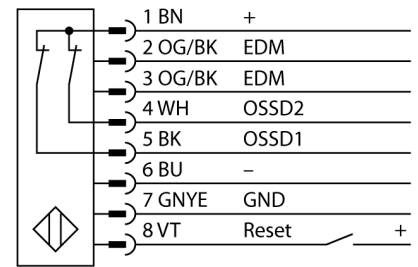 1 BN +
2 OG/BK EDM
3 OG/BK EDM
4 WH OSSD2
5 BK OSSD1
6 BU –
7 GNYE GND
8 VT Reset +